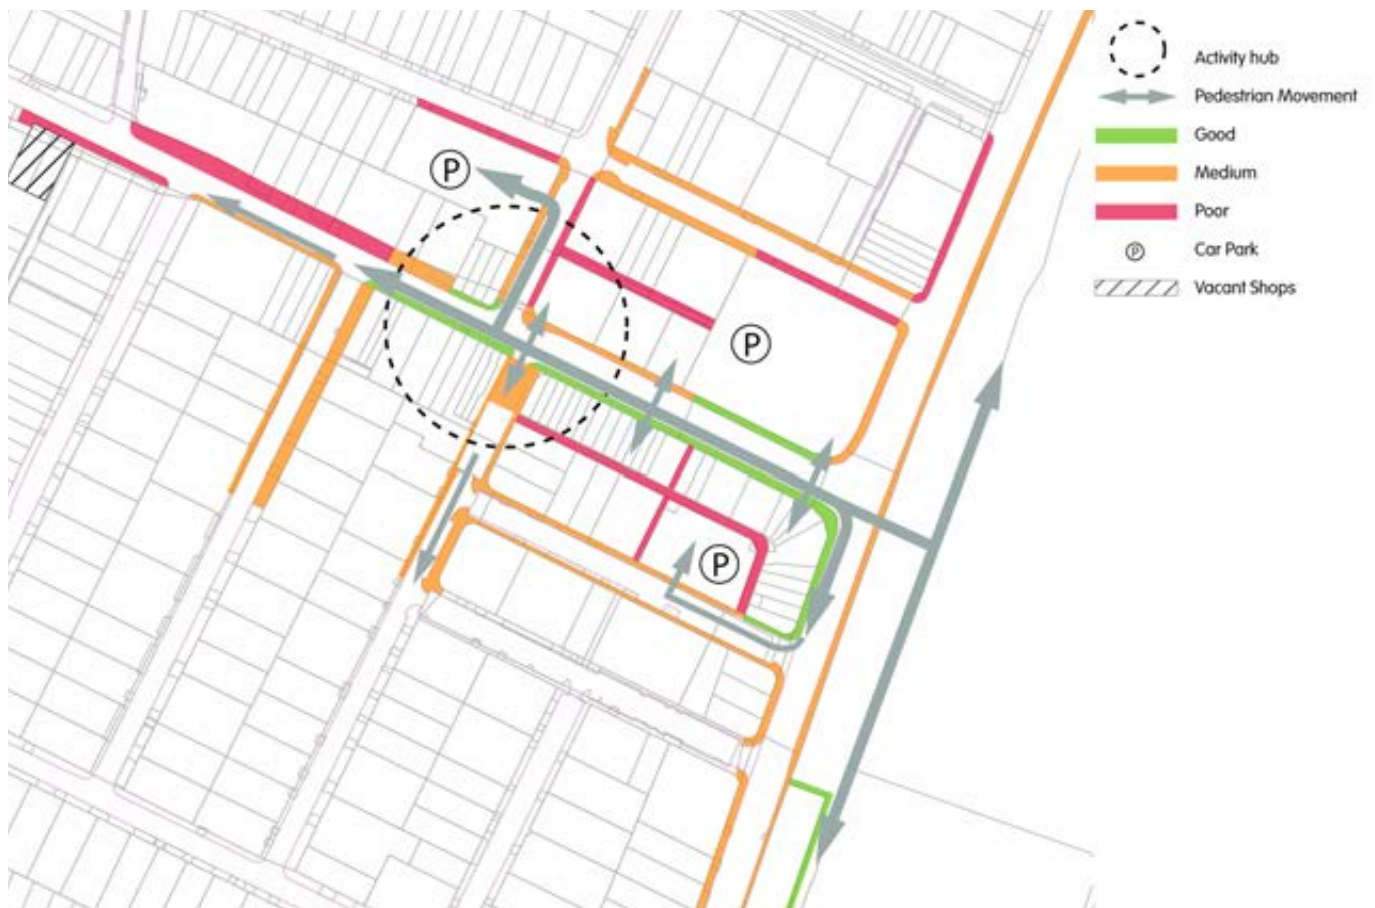 Activity hub
Pedestrian Movement
Good
Medium
Poor
P
Car Park
Vacant Shops
P
P
P